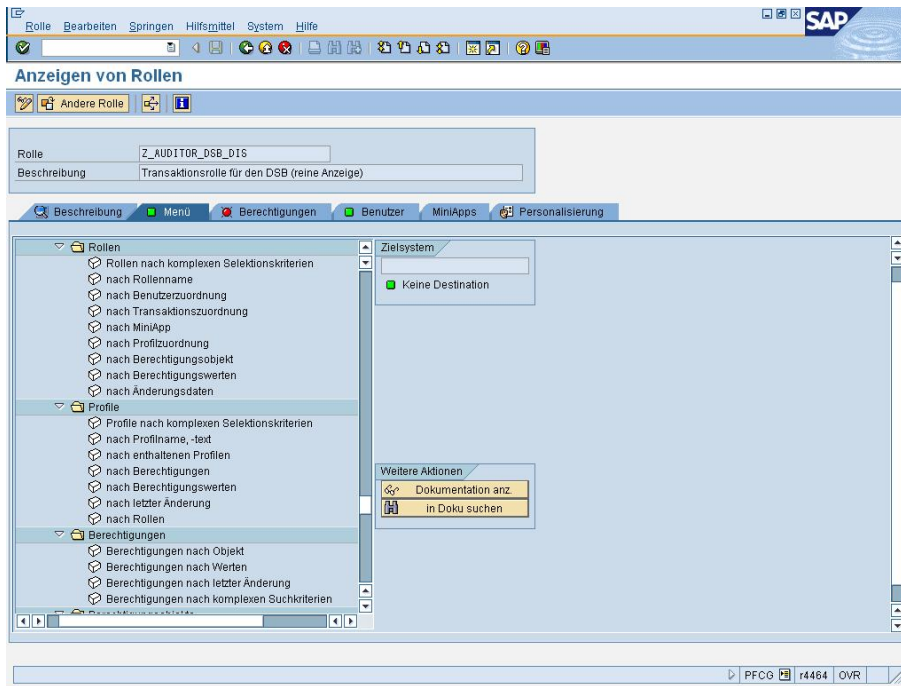 Rolle Bearbeiten Springen Hilfsmittel System Hilfe
SAP
Anzeigen von Rollen
Andere Rolle
Rolle Z_AUDITOR_DSB_DIS
Beschreibung Transaktionsrolle für den DSB (reine Anzeige)
Beschreibung Menü Berechtigungen Benutzer MiniApps Personalisierung
Rollen
Rollen nach komplexen Selektionskriterien
nach Rollenname
nach Benutzerzuordnung
nach Transaktionszuordnung
nach MiniApp
nach Profilzuordnung
nach Berechtigungsobjekt
nach Berechtigungswerten
nach Änderungsdaten
Profile
Profile nach komplexen Selektionskriterien
nach Profilname, -text
nach enthaltenen Profilen
nach Berechtigungen
nach Berechtigungswerten
nach letzter Änderung
nach Rollen
Berechtigungen
Berechtigungen nach Objekt
Berechtigungen nach Werten
Berechtigungen nach letzter Änderung
Berechtigungen nach komplexen Suchkriterien
Zielsystem
Keine Destination
Weitere Aktionen
Dokumentation anz.
in Doku suchen
PFCG r4464 OVR